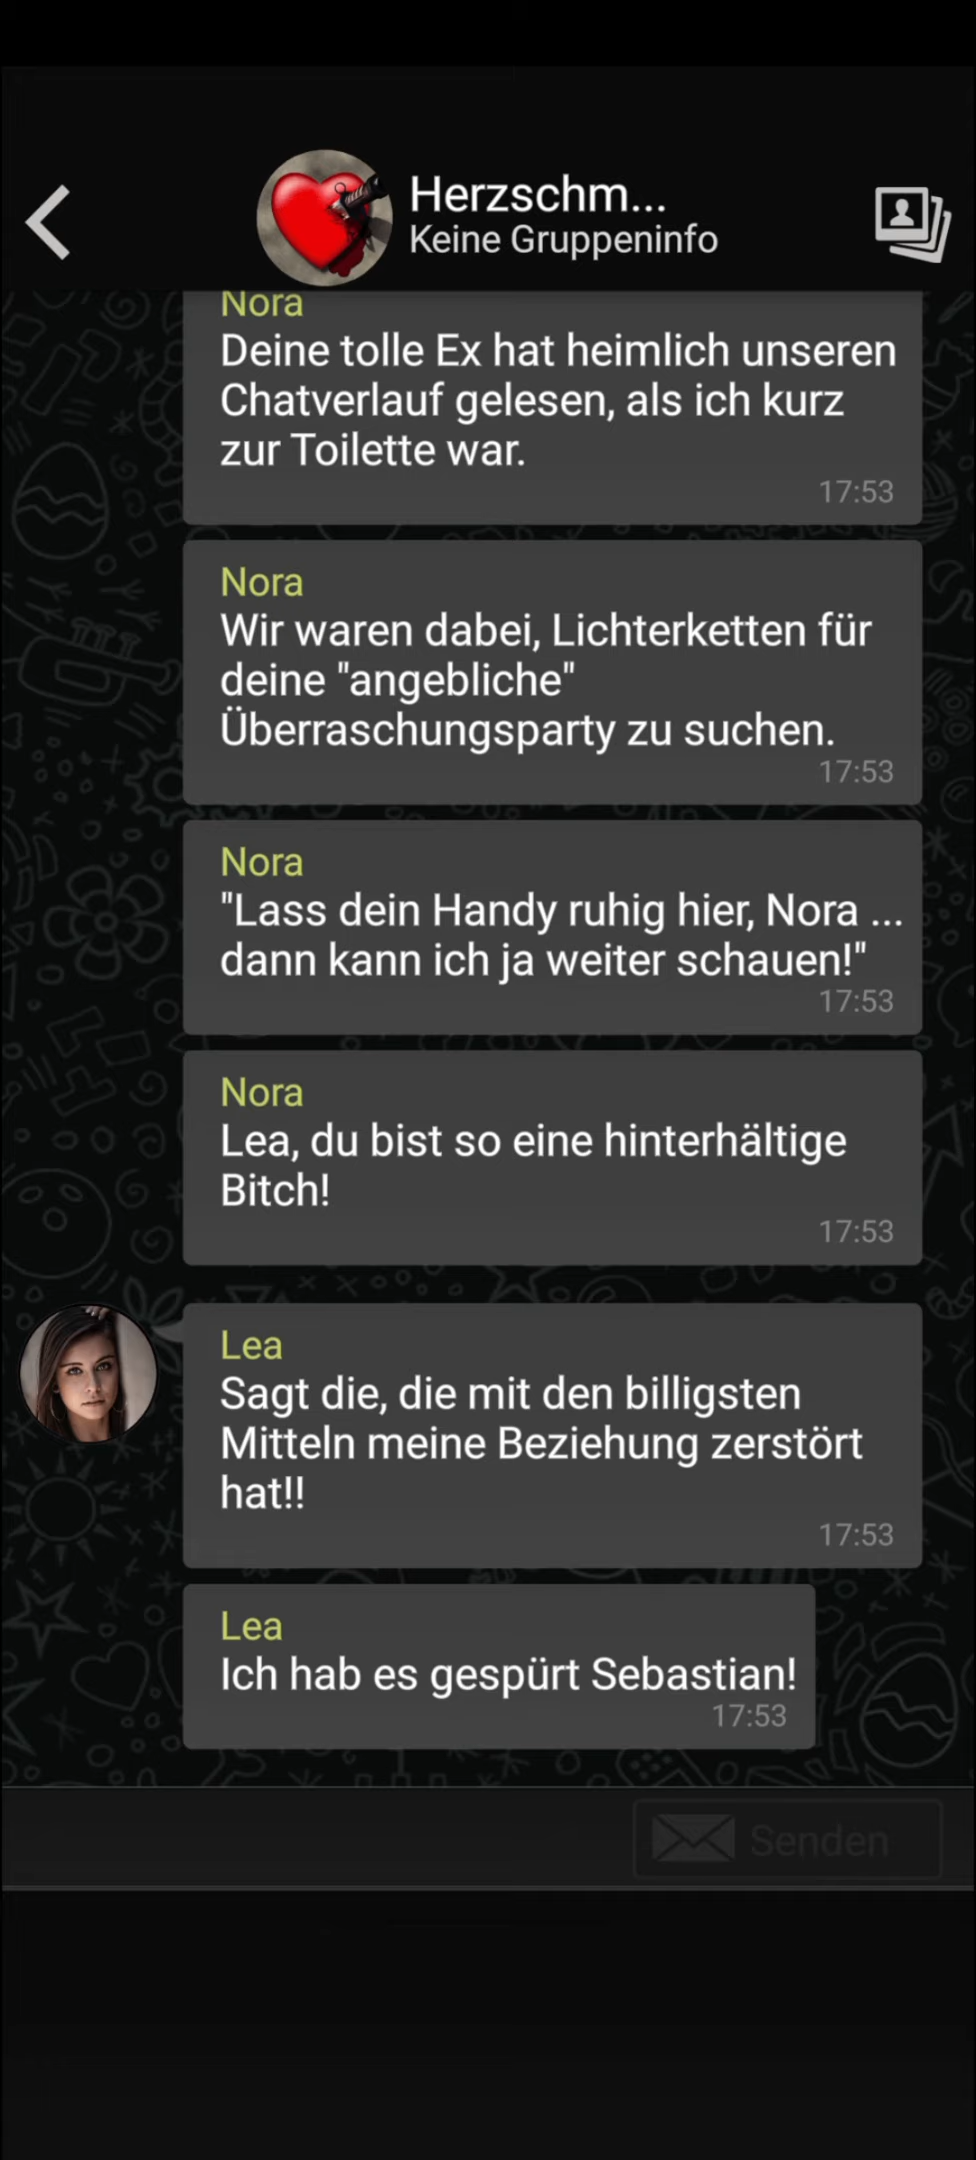 Herzschm...
Keine Gruppeninfo
Nora
Deine tolle Ex hat heimlich unseren
Chatverlauf gelesen, als ich kurz
zur Toilette war.
17:53
Nora
Wir waren dabei, Lichterketten für
deine "angebliche"
Überraschungsparty zu suchen.
17:53
Nora
"Lass dein Handy ruhig hier, Nora ...
dann kann ich ja weiter schauen!"
17:53
Nora
Lea, du bist so eine hinterhältige
Bitch!
17:53
Lea
Sagt die, die mit den billigsten
Mitteln meine Beziehung zerstört
hat!!
17:53
Lea
Ich hab es gespürt Sebastian!
17:53
Senden